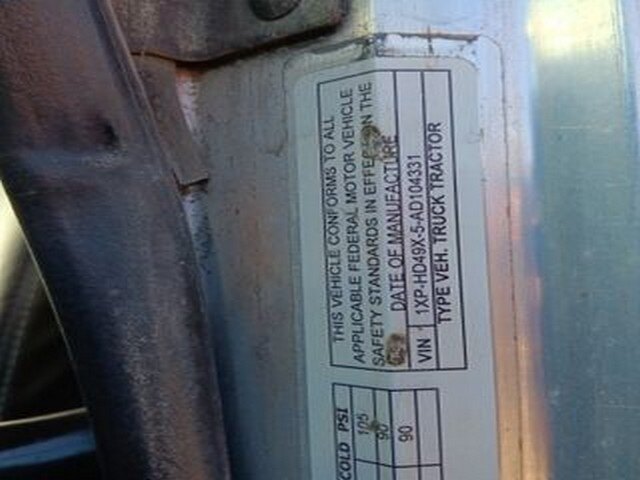 THIS VEHICLE CONFORMS TO ALL
APPLICABLE FEDERAL MOTOR VEHICLE
SAFETY STANDARDS IN EFFECT ON THE
DATE OF MANUFACTURE
VIN 1XP-HD49X-5-AD104331
TYPE VEH. TRUCK TRACTOR
COLD PSI
105
90
90